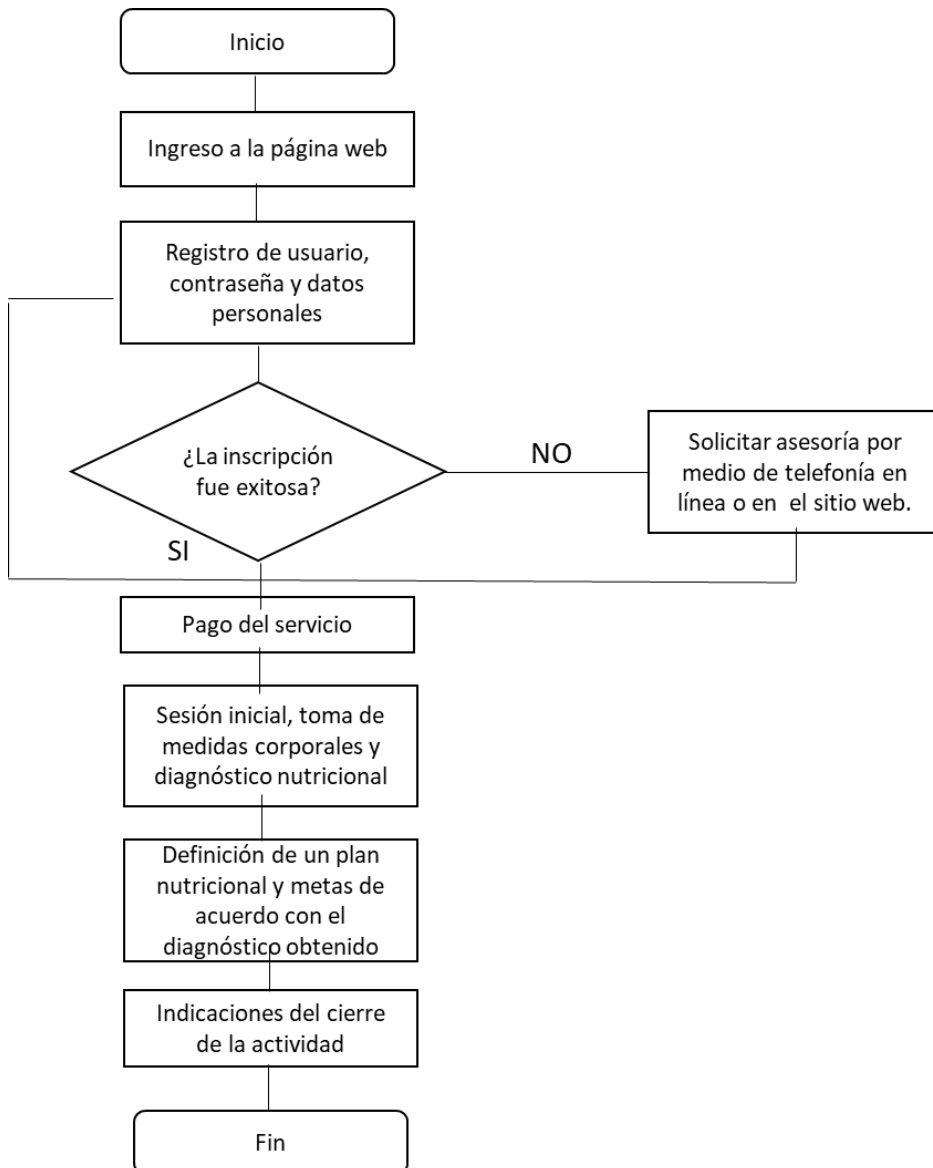 Inicio
Ingreso a la página web
Registro de usuario,
contraseña y datos
personales
¿La inscripción
fue exitosa?
NO
Solicitar asesoría por
medio de telefonía en
línea o en el sitio web.
SI
Pago del servicio
Sesión inicial, toma de
medidas corporales y
diagnóstico nutricional
Definición de un plan
nutricional y metas de
acuerdo con el
diagnóstico obtenido
Indicaciones del cierre
de la actividad
Fin